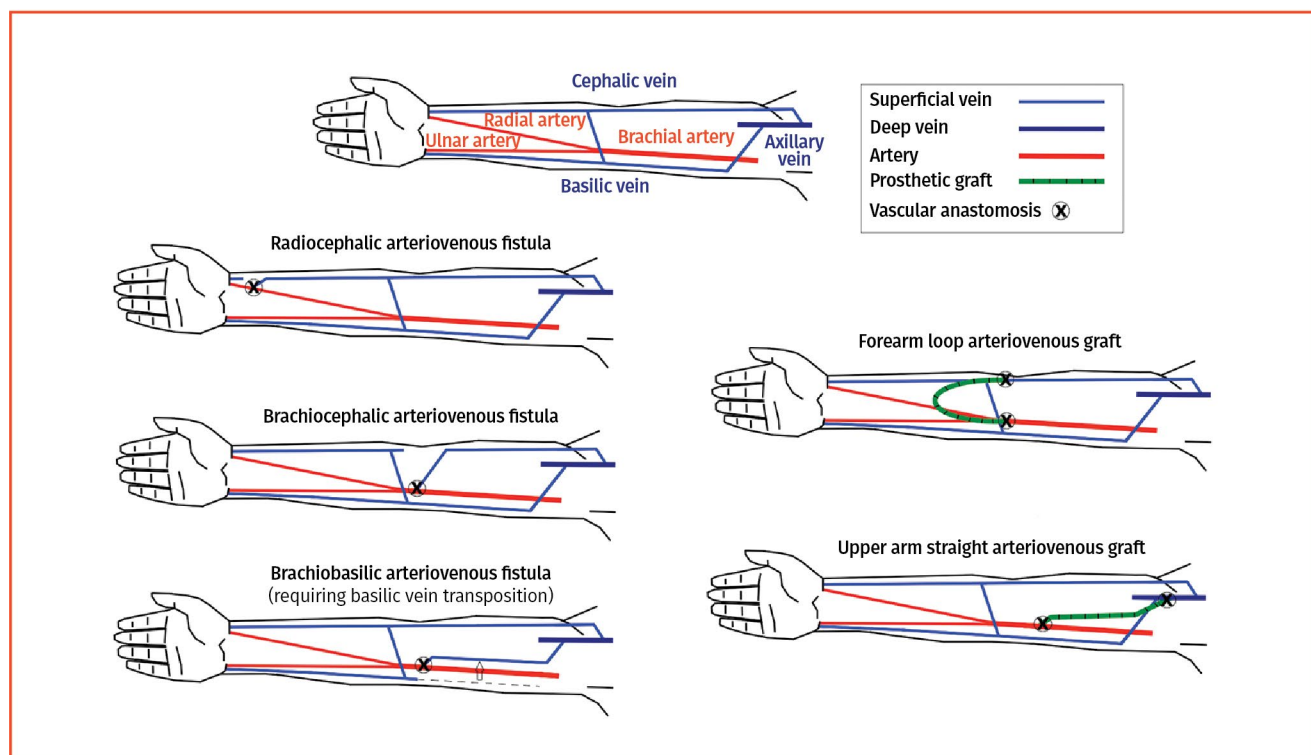 Cephalic vein
Radial artery
Ulnar artery
Brachial artery
Axillary
vein
Basilic vein
Superficial vein
Deep vein
Artery
Prosthetic graft
Vascular anastomosis X
Radiocephalic arteriovenous fistula
X
Brachiocephalic arteriovenous fistula
X
Brachiobasilic arteriovenous fistula
(requiring basilic vein transposition)
X
Forearm loop arteriovenous graft
X
X
Upper arm straight arteriovenous graft
X
X